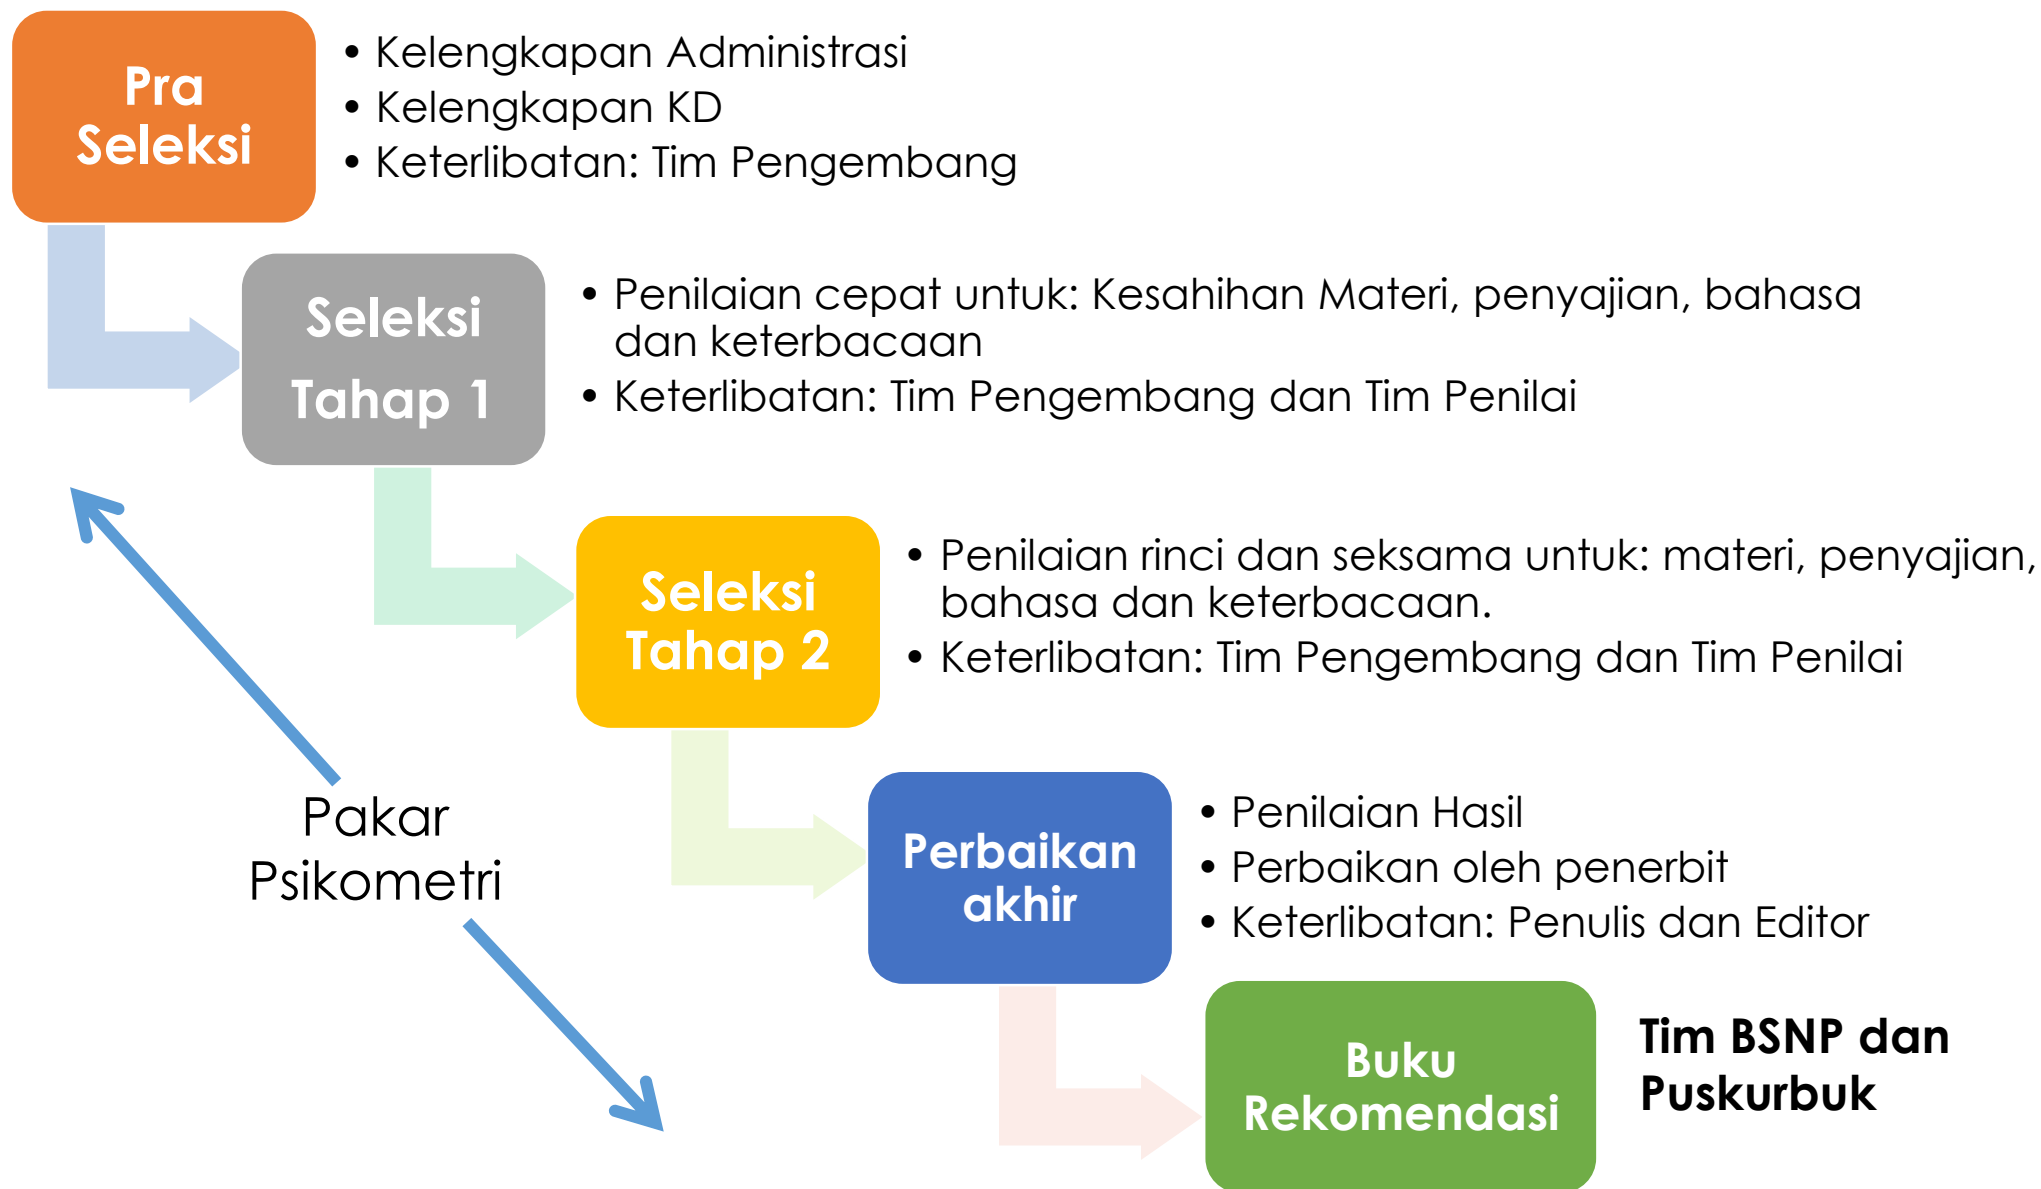 Pra
Seleksi
• Kelengkapan Administrasi
• Kelengkapan KD
• Keterlibatan: Tim Pengembang
Seleksi
Tahap 1
• Penilaian cepat untuk: Kesahihan Materi, penyajian, bahasa
dan keterbacaan
• Keterlibatan: Tim Pengembang dan Tim Penilai
Seleksi
Tahap 2
• Penilaian rinci dan seksama untuk: materi, penyajian,
bahasa dan keterbacaan.
• Keterlibatan: Tim Pengembang dan Tim Penilai
Pakar
Psikometri
Perbaikan
akhir
• Penilaian Hasil
• Perbaikan oleh penerbit
• Keterlibatan: Penulis dan Editor
Buku
Rekomendasi
Tim BSNP dan
Puskurbuk